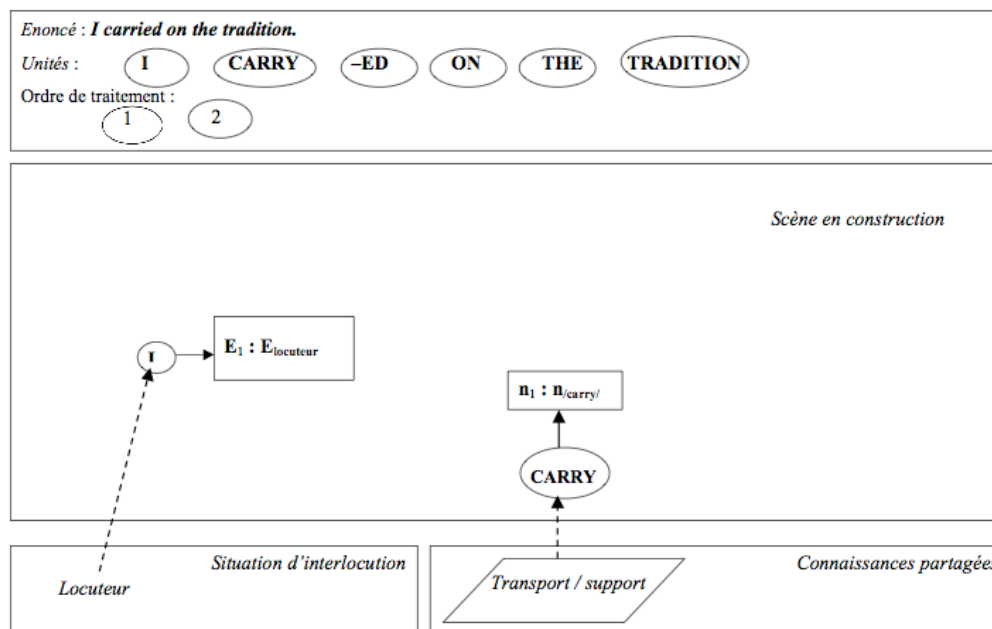 Enoncé : I carried on the tradition.
Unités : I CARRY –ED ON THE TRADITION
Ordre de traitement :
1 2
Scène en construction
E1 : Elocuteur
I
n1 : n/carry/
CARRY
Situation d’interlocution
Connaissances partagées
Locuteur
Transport / support